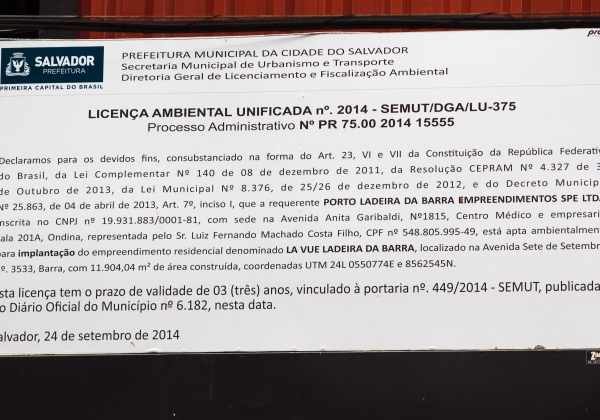 SALVADOR
PREFEITURA
PRIMEIRA CAPITAL DO BRASIL
PREFEITURA MUNICIPAL DA CIDADE DO SALVADOR
Secretaria Municipal de Urbanismo e Transporte
Diretoria Geral de Licenciamento e Fiscalização Ambiental
LICENÇA AMBIENTAL UNIFICADA nº. 2014 - SEMUT/DGA/LU-375
Processo Administrativo Nº PR 75.00 2014 15555
Declaramos para os devidos fins, consubstanciado na forma do Art. 23, VI e VII da Constituição da República Federativ
do Brasil, da Lei Complementar Nº 140 de 08 de dezembro de 2011, da Resolução CEPRAM Nº 4.327 de 3
de Outubro de 2013, da Lei Municipal Nº 8.376, de 25/26 de dezembro de 2012, e do Decreto Municip
Nº 25.863, de 04 de abril de 2013, Art. 7º, inciso I, que a requerente PORTO LADEIRA DA BARRA EMPREENDIMENTOS SPE LTD
inscrita no CNPJ nº 19.931.883/0001-81, com sede na Avenida Anita Garibaldi, Nº1815, Centro Médico e empresari
ala 201A, Ondina, representada pelo Sr. Luiz Fernando Machado Costa Filho, CPF nº 548.805.995-49, está apta ambientalmen
para implantação do empreendimento residencial denominado LA VUE LADEIRA DA BARRA, localizado na Avenida Sete de Setembr
nº. 3533, Barra, com 11.904,04 m² de área construída, coordenadas UTM 24L 0550774E e 8562545N.
sta licença tem o prazo de validade de 03 (três) anos, vinculado à portaria nº. 449/2014 - SEMUT, publicada
o Diário Oficial do Município nº 6.182, nesta data.
alvador, 24 de setembro de 2014